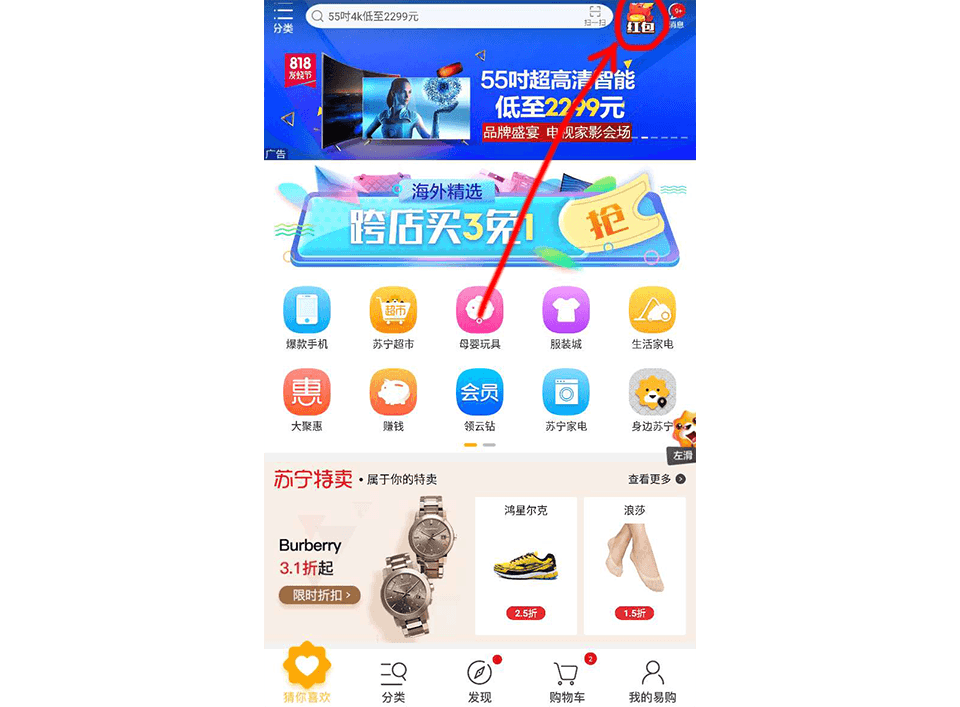 分类
55吋4k低至2299元
扫一扫
红包
9+
消息
818
发烧节
55吋超高清智能
低至2299元
品牌盛宴 电视家影会场
广告
海外精选
跨店买3免1
抢
爆款手机
超市
苏宁超市
母婴玩具
服装城
生活家电
惠
大聚惠
赚钱
会员
领云钻
苏宁家电
身边苏宁
左滑
苏宁特卖 • 属于你的特卖
查看更多
Burberry
3.1折起
限时折扣 >
鸿星尔克
2.5折
浪莎
1.5折
猜你喜欢
分类
发现
2
购物车
我的易购